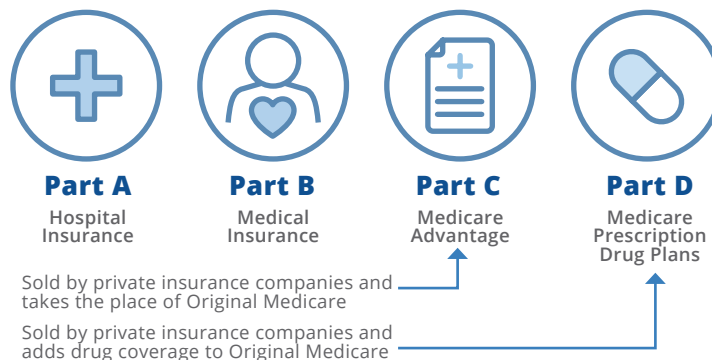 Part A
Hospital
Insurance
Part B
Medical
Insurance
Part C
Medicare
Advantage
Part D
Medicare
Prescription
Drug Plans
Sold by private insurance companies and
takes the place of Original Medicare
Sold by private insurance companies and
adds drug coverage to Original Medicare